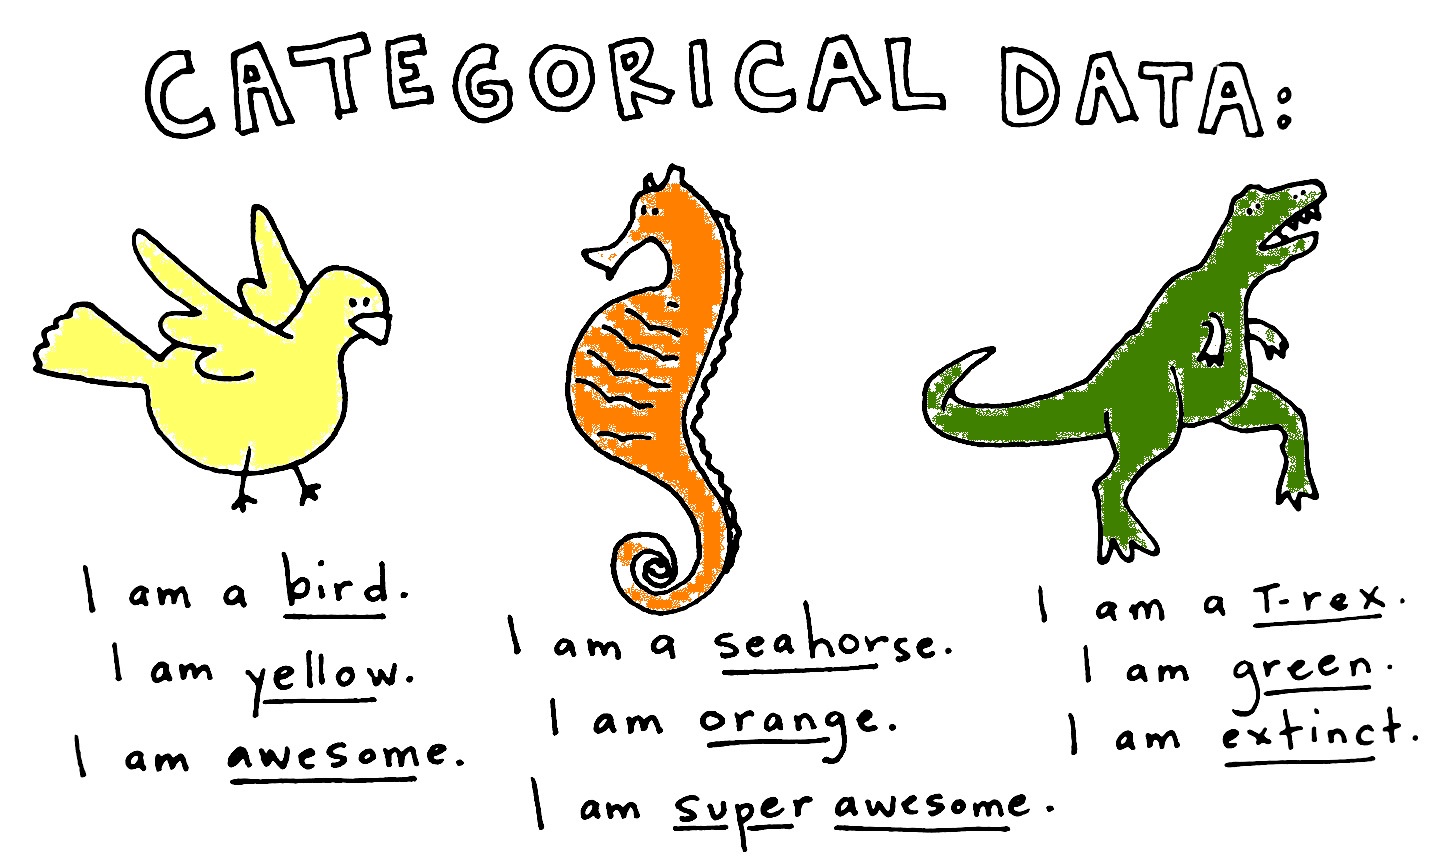 CATEGORICAL DATA:
I am a bird.
I am yellow.
I am awesome.
I am a seahorse.
I am orange.
I am super awesome.
I am a T-rex.
I am green.
I am extinct.